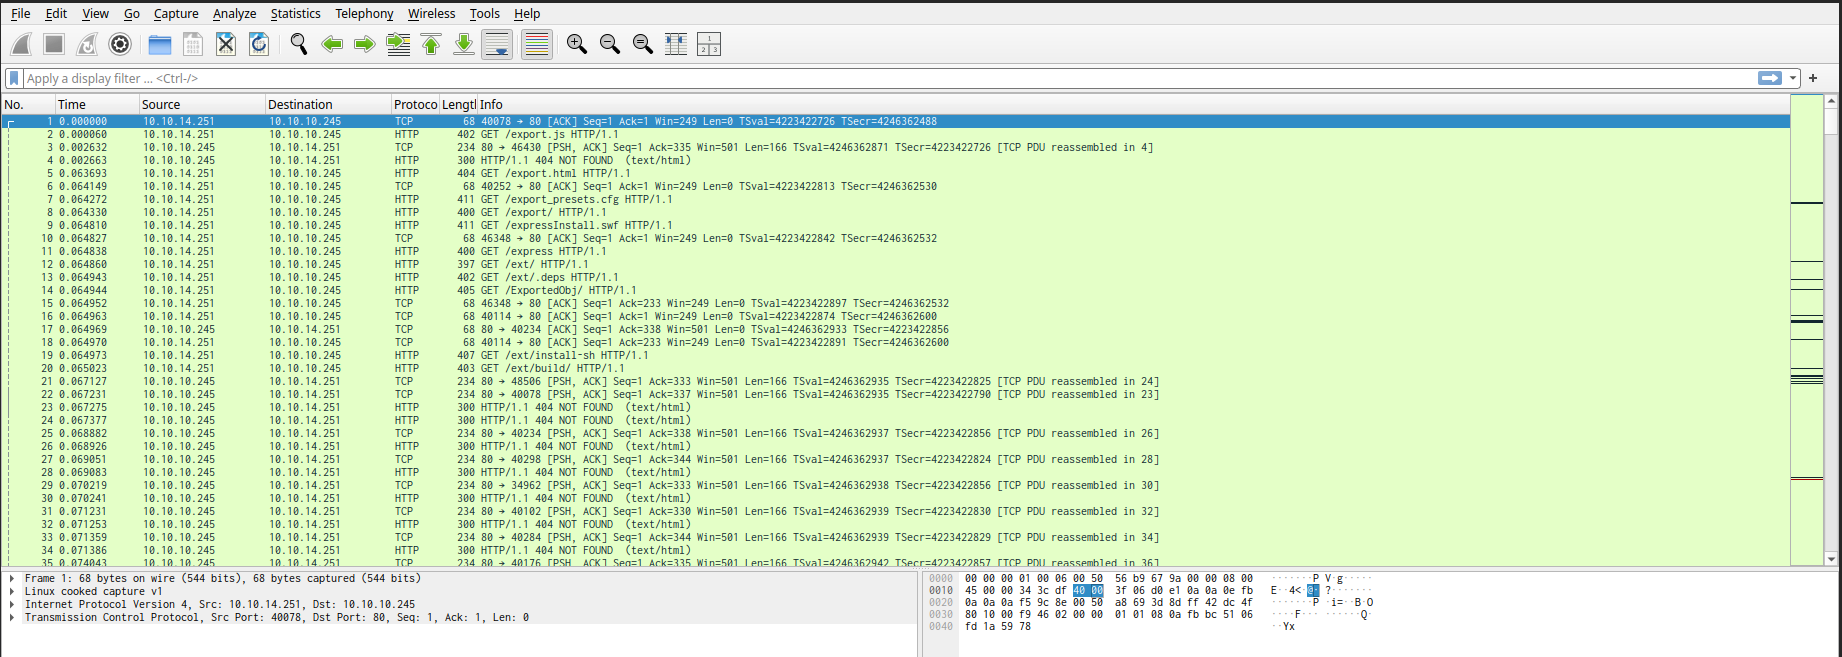 File Edit View Go Capture Analyze Statistics Telephony Wireless Tools Help
Apply a display filter ... <Ctrl-/>
No. Time Source Destination Protoco Lengtl Info
1 0.000000 10.10.14.251 10.10.10.245 TCP 68 40078 → 80 [ACK] Seq=1 Ack=1 Win=249 Len=0 TSval=4223422726 TSecr=4246362488
2 0.000060 10.10.14.251 10.10.10.245 HTTP 402 GET /export.js HTTP/1.1
3 0.002632 10.10.10.245 10.10.14.251 TCP 234 80 → 46430 [PSH, ACK] Seq=1 Ack=335 Win=501 Len=166 TSval=4246362871 TSecr=4223422726 [TCP PDU reassembled in 4]
4 0.002663 10.10.10.245 10.10.14.251 HTTP 300 HTTP/1.1 404 NOT FOUND (text/html)
5 0.063693 10.10.14.251 10.10.10.245 HTTP 404 GET /export.html HTTP/1.1
6 0.064149 10.10.14.251 10.10.10.245 TCP 68 40252 → 80 [ACK] Seq=1 Ack=1 Win=249 Len=0 TSval=4223422813 TSecr=4246362530
7 0.064272 10.10.14.251 10.10.10.245 HTTP 411 GET /export_presets.cfg HTTP/1.1
8 0.064330 10.10.14.251 10.10.10.245 HTTP 400 GET /export/ HTTP/1.1
9 0.064810 10.10.14.251 10.10.10.245 HTTP 411 GET /expressInstall.swf HTTP/1.1
10 0.064827 10.10.14.251 10.10.10.245 TCP 68 46348 → 80 [ACK] Seq=1 Ack=1 Win=249 Len=0 TSval=4223422842 TSecr=4246362532
11 0.064838 10.10.14.251 10.10.10.245 HTTP 400 GET /express HTTP/1.1
12 0.064860 10.10.14.251 10.10.10.245 HTTP 397 GET /ext/ HTTP/1.1
13 0.064943 10.10.14.251 10.10.10.245 HTTP 402 GET /ext/.deps HTTP/1.1
14 0.064944 10.10.14.251 10.10.10.245 HTTP 405 GET /ExportedObj/ HTTP/1.1
15 0.064952 10.10.14.251 10.10.10.245 TCP 68 46348 → 80 [ACK] Seq=1 Ack=233 Win=249 Len=0 TSval=4223422897 TSecr=4246362532
16 0.064963 10.10.14.251 10.10.10.245 TCP 68 40114 → 80 [ACK] Seq=1 Ack=1 Win=249 Len=0 TSval=4223422874 TSecr=4246362600
17 0.064969 10.10.10.245 10.10.14.251 TCP 68 80 → 40234 [ACK] Seq=1 Ack=338 Win=501 Len=0 TSval=4246362933 TSecr=4223422856
18 0.064970 10.10.14.251 10.10.10.245 TCP 68 40114 → 80 [ACK] Seq=1 Ack=233 Win=249 Len=0 TSval=4223422891 TSecr=4246362600
19 0.064973 10.10.14.251 10.10.10.245 HTTP 407 GET /ext/install-sh HTTP/1.1
20 0.065023 10.10.14.251 10.10.10.245 HTTP 403 GET /ext/build/ HTTP/1.1
21 0.067127 10.10.10.245 10.10.14.251 TCP 234 80 → 48506 [PSH, ACK] Seq=1 Ack=333 Win=501 Len=166 TSval=4246362935 TSecr=4223422825 [TCP PDU reassembled in 24]
22 0.067231 10.10.10.245 10.10.14.251 TCP 234 80 → 40078 [PSH, ACK] Seq=1 Ack=337 Win=501 Len=166 TSval=4246362935 TSecr=4223422790 [TCP PDU reassembled in 23]
23 0.067275 10.10.10.245 10.10.14.251 HTTP 300 HTTP/1.1 404 NOT FOUND (text/html)
24 0.067377 10.10.10.245 10.10.14.251 HTTP 300 HTTP/1.1 404 NOT FOUND (text/html)
25 0.068882 10.10.10.245 10.10.14.251 TCP 234 80 → 40234 [PSH, ACK] Seq=1 Ack=338 Win=501 Len=166 TSval=4246362937 TSecr=4223422856 [TCP PDU reassembled in 26]
26 0.068926 10.10.10.245 10.10.14.251 HTTP 300 HTTP/1.1 404 NOT FOUND (text/html)
27 0.069051 10.10.10.245 10.10.14.251 TCP 234 80 → 40298 [PSH, ACK] Seq=1 Ack=344 Win=501 Len=166 TSval=4246362937 TSecr=4223422824 [TCP PDU reassembled in 28]
28 0.069083 10.10.10.245 10.10.14.251 HTTP 300 HTTP/1.1 404 NOT FOUND (text/html)
29 0.070219 10.10.10.245 10.10.14.251 TCP 234 80 → 34962 [PSH, ACK] Seq=1 Ack=333 Win=501 Len=166 TSval=4246362938 TSecr=4223422856 [TCP PDU reassembled in 30]
30 0.070241 10.10.10.245 10.10.14.251 HTTP 300 HTTP/1.1 404 NOT FOUND (text/html)
31 0.071231 10.10.10.245 10.10.14.251 TCP 234 80 → 40102 [PSH, ACK] Seq=1 Ack=330 Win=501 Len=166 TSval=4246362939 TSecr=4223422830 [TCP PDU reassembled in 32]
32 0.071253 10.10.10.245 10.10.14.251 HTTP 300 HTTP/1.1 404 NOT FOUND (text/html)
33 0.071359 10.10.10.245 10.10.14.251 TCP 234 80 → 40284 [PSH, ACK] Seq=1 Ack=344 Win=501 Len=166 TSval=4246362939 TSecr=4223422829 [TCP PDU reassembled in 34]
34 0.071386 10.10.10.245 10.10.14.251 HTTP 300 HTTP/1.1 404 NOT FOUND (text/html)
35 0.074043 10.10.10.245 10.10.14.251 TCP 234 80 → 40176 [PSH, ACK] Seq=1 Ack=335 Win=501 Len=166 TSval=4246362942 TSecr=4223422857 [TCP PDU reassembled in 36]
Frame 1: 68 bytes on wire (544 bits), 68 bytes captured (544 bits)
Linux cooked capture v1
Internet Protocol Version 4, Src: 10.10.14.251, Dst: 10.10.10.245
Transmission Control Protocol, Src Port: 40078, Dst Port: 80, Seq: 1, Ack: 1, Len: 0
0000 00 00 00 01 00 06 00 50 56 b9 67 9a 00 00 08 00 ·······P V·g·····
0010 45 00 00 34 3c df 40 00 3f 06 d0 e1 0a 0a 0e fb E··4<·@· ?·······
0020 0a 0a 0a f5 9c 8e 00 50 a8 69 3d 8d ff 42 dc 4f ·······P ·i=··B·O
0030 80 10 00 f9 46 02 00 00 01 01 08 0a fb bc 51 06 ····F··· ······Q·
0040 fd 1a 59 78 ··Yx